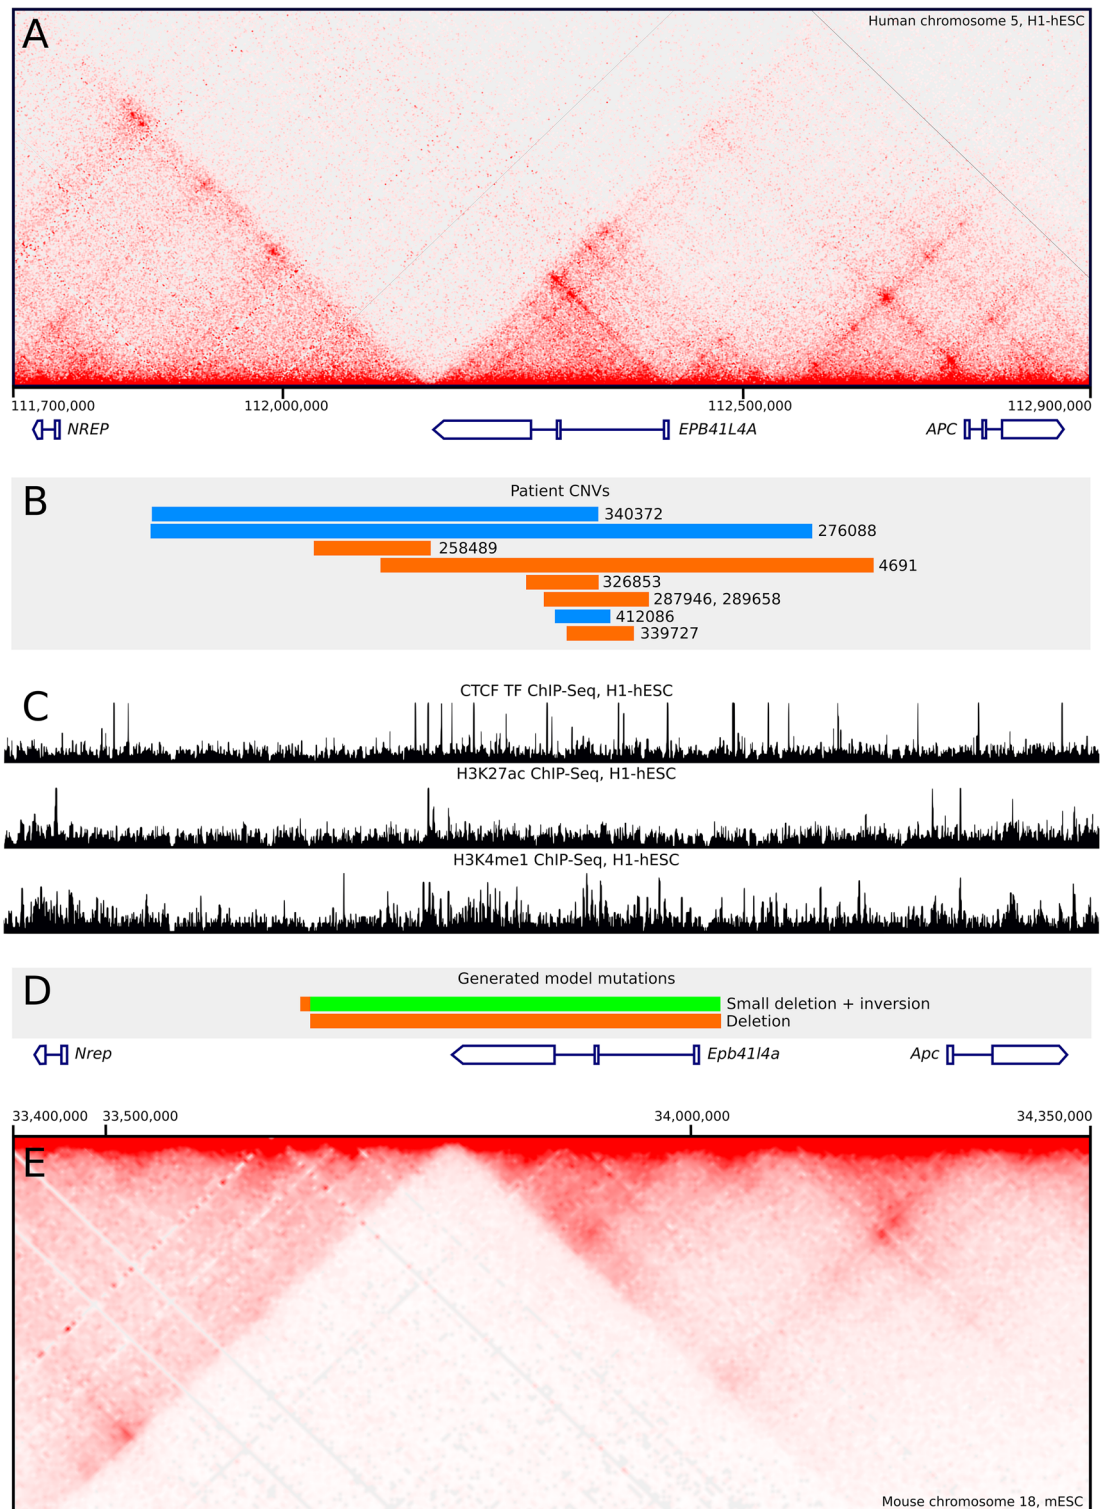 A
Human chromosome 5, H1-hESC
111,700,000 112,000,000 112,500,000 112,900,000
NREP EPB41L4A APC
B
Patient CNVs
340372
276088
258489
4691
326853
287946, 289658
412086
339727
C
CTCF TF ChIP-Seq, H1-hESC
H3K27ac ChIP-Seq, H1-hESC
H3K4me1 ChIP-Seq, H1-hESC
D
Generated model mutations
Small deletion + inversion
Deletion
Nrep Epb41l4a Apc
33,400,000 33,500,000 34,000,000 34,350,000
E
Mouse chromosome 18, mESC